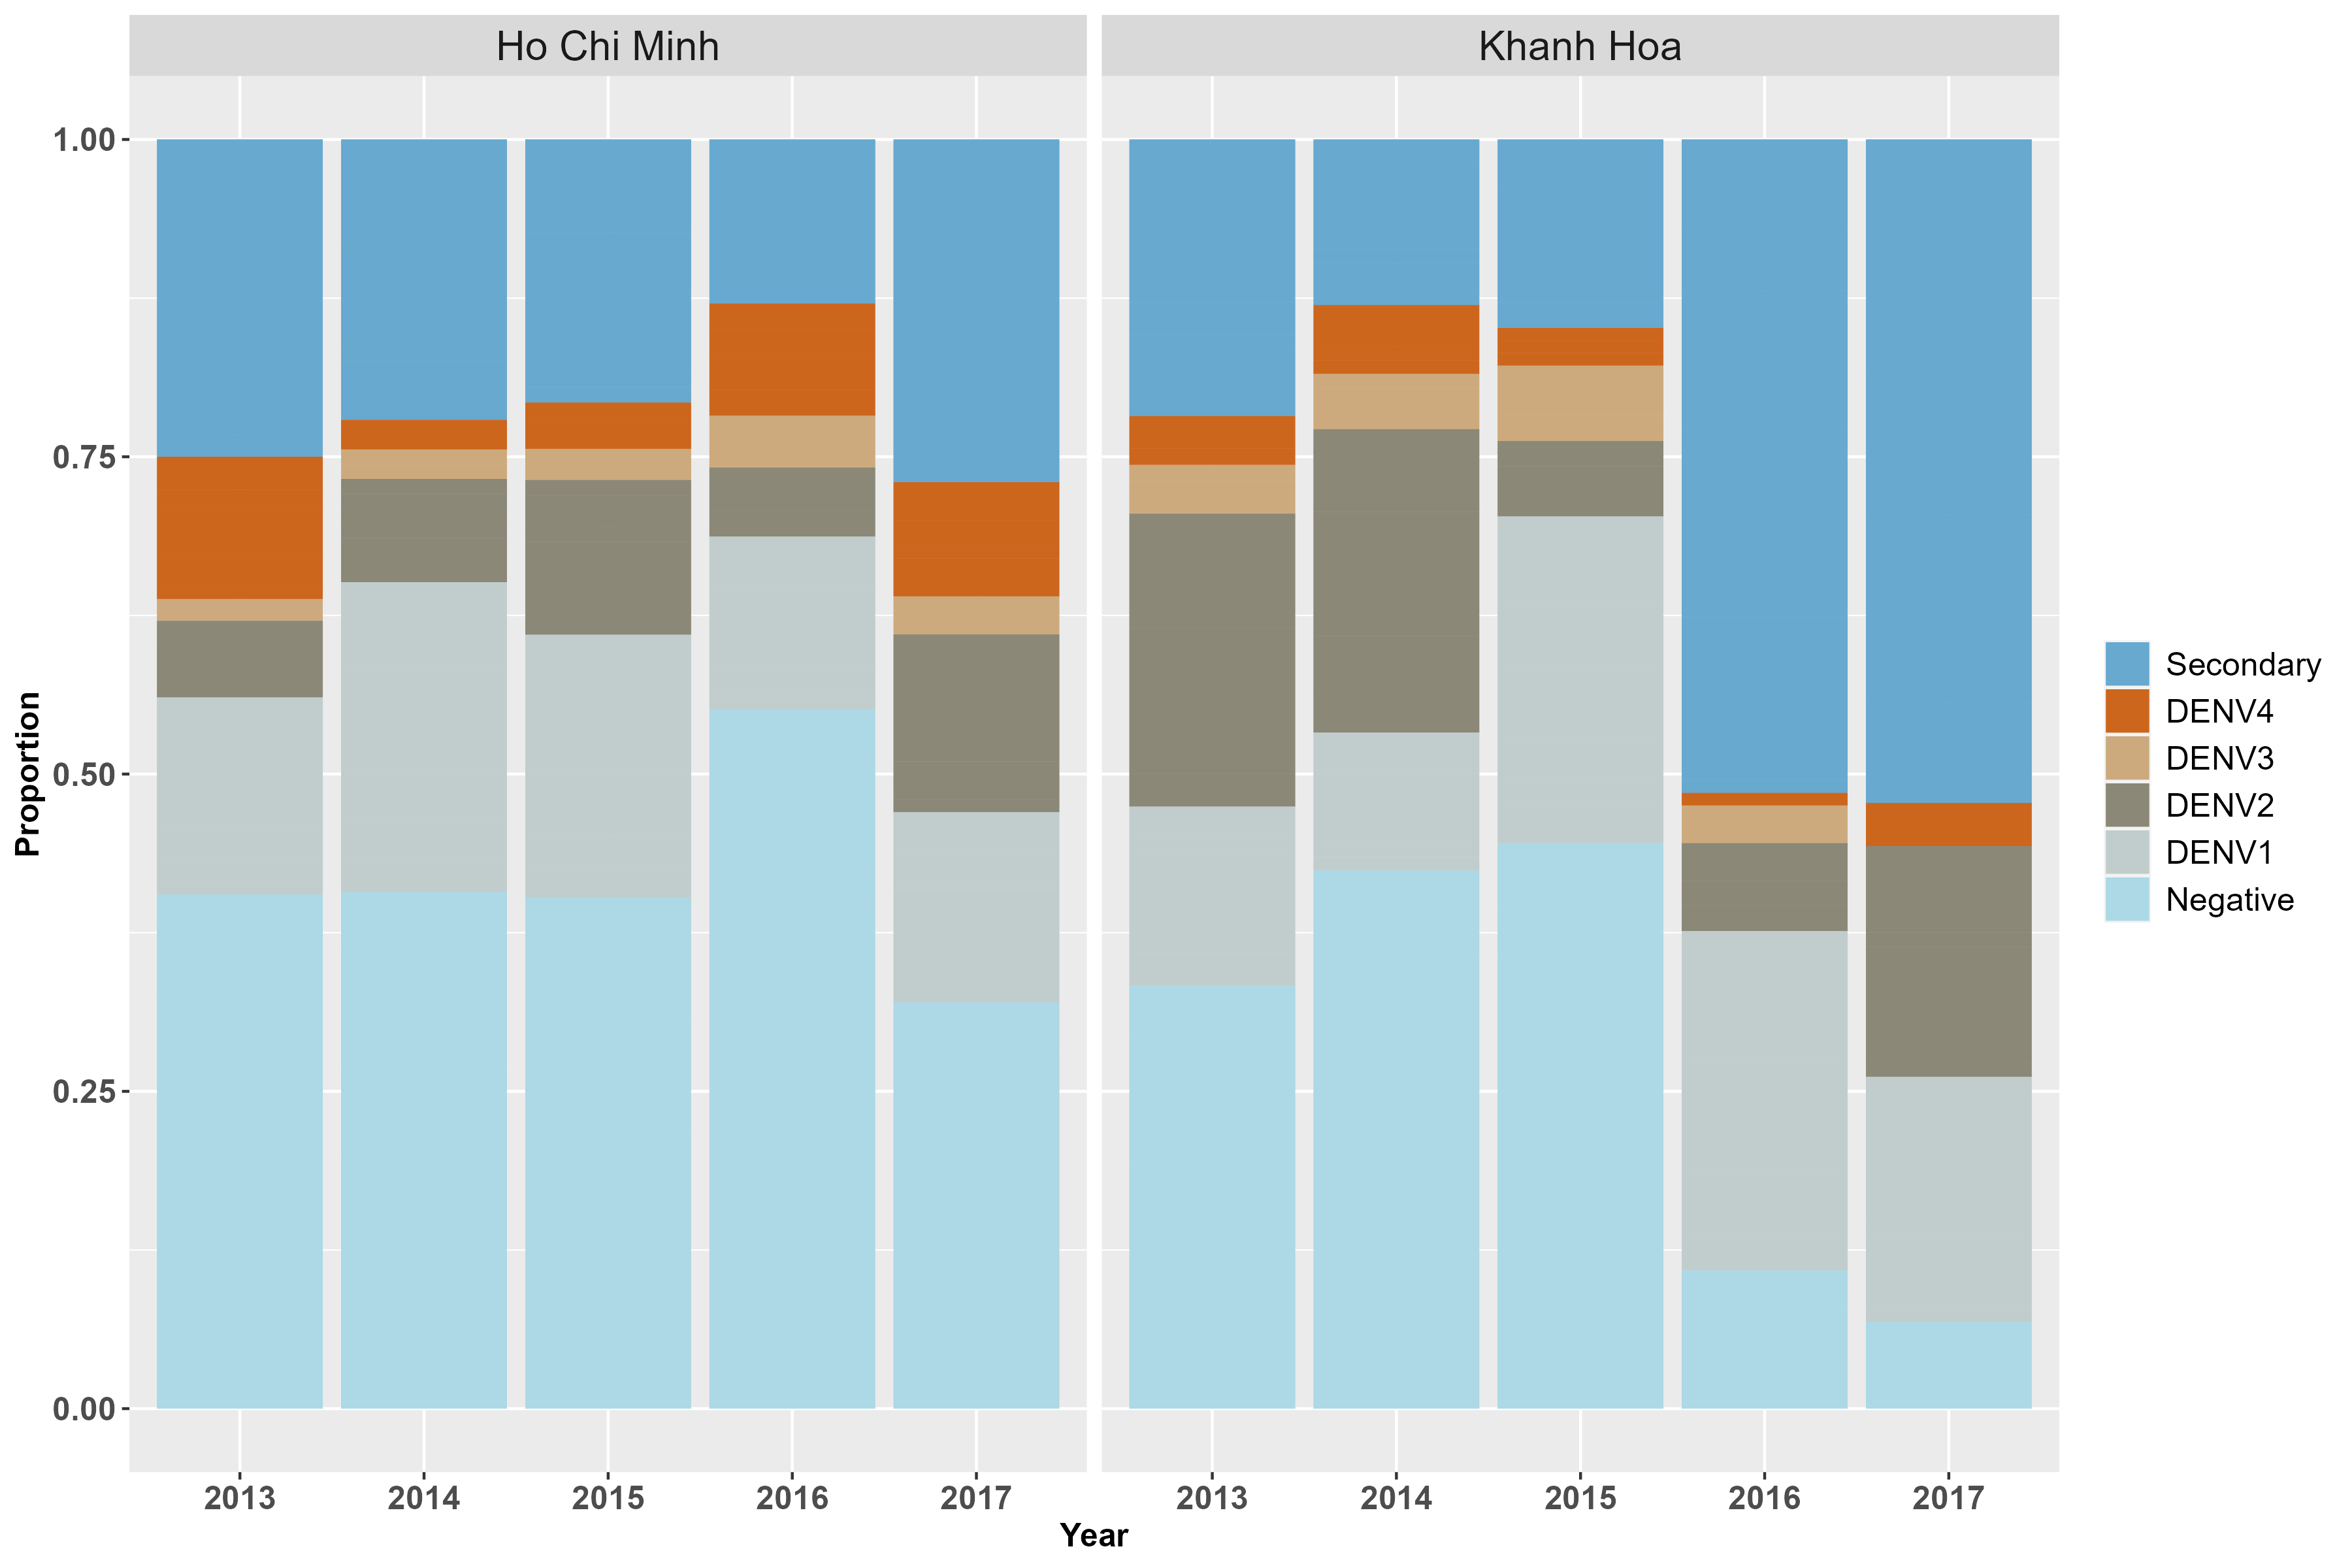 Ho Chi Minh
Khanh Hoa
1.00
0.75
0.50
0.25
0.00
Proportion
2013 2014 2015 2016 2017 2013 2014 2015 2016 2017
Year
Secondary
DENV4
DENV3
DENV2
DENV1
Negative